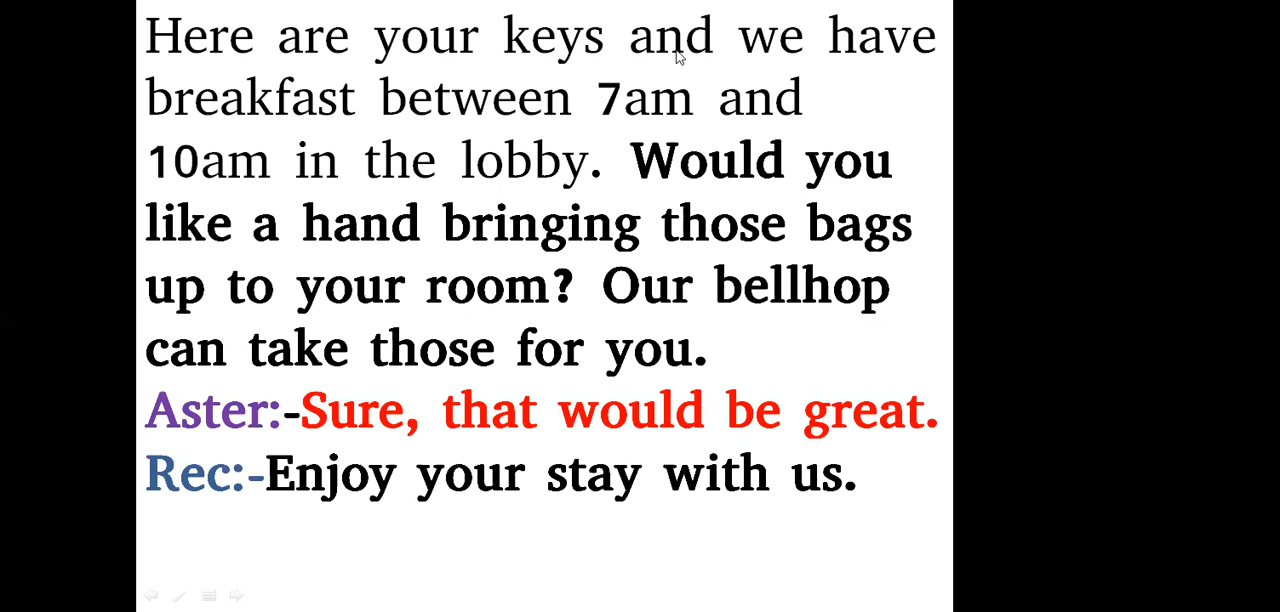 Here are your keys and we have
breakfast between 7am and
10am in the lobby. Would you
like a hand bringing those bags
up to your room? Our bellhop
can take those for you.
Aster:-Sure, that would be great.
Rec:-Enjoy your stay with us.